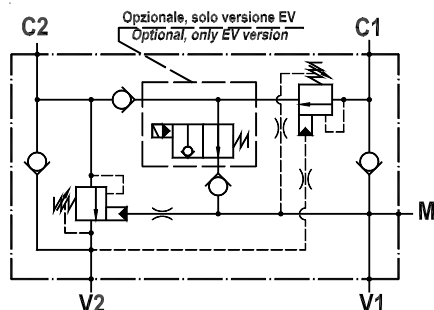 Opzionale, solo versione EV
Optional, only EV version
C2
C1
M
V2
V1